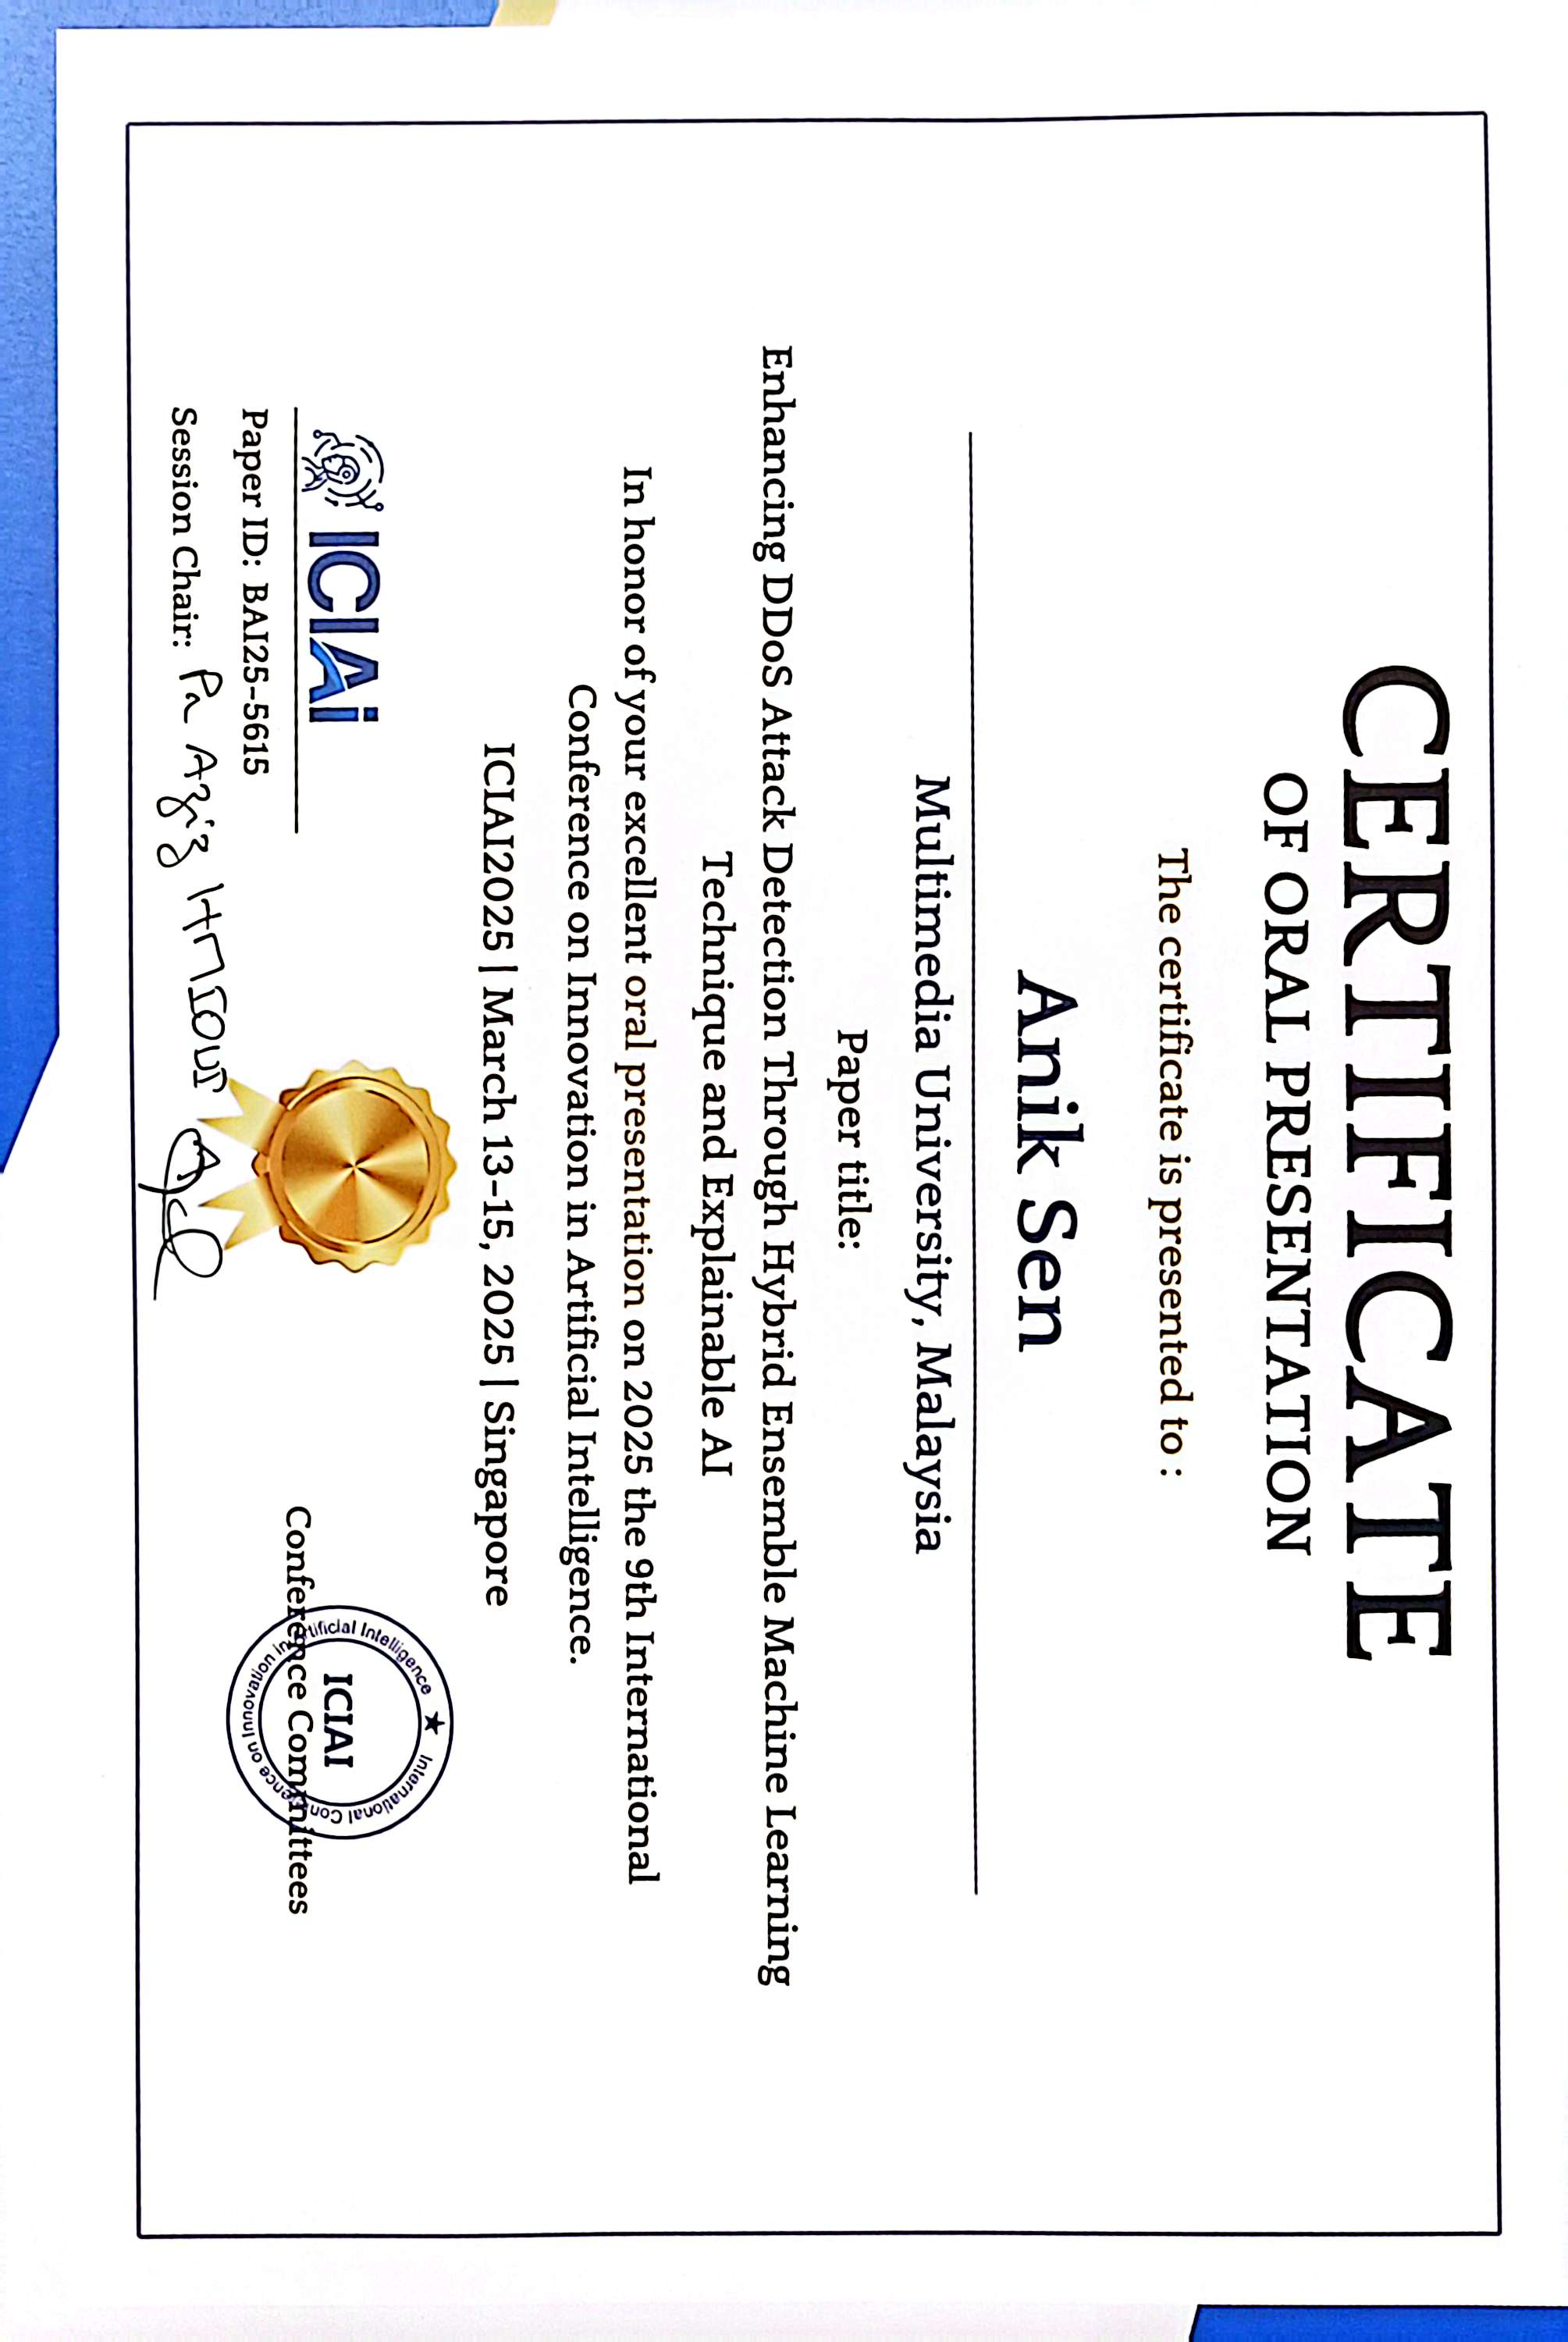 CERTIFICATE
OF ORAL PRESENTATION
The certificate is presented to :
Anik Sen
Multimedia University, Malaysia
Paper title:
Enhancing DDoS Attack Detection Through Hybrid Ensemble Machine Learning
Technique and Explainable AI
In honor of your excellent oral presentation on 2025 the 9th International
Conference on Innovation in Artificial Intelligence.
ICIAI2025 | March 13-15, 2025 | Singapore
ICIAi
Paper ID: BAI25-5615
Session Chair: Pr Aziz HMIOUI
International Conference on Innovation in Artificial Intelligence
ICIAI
Conference Committees